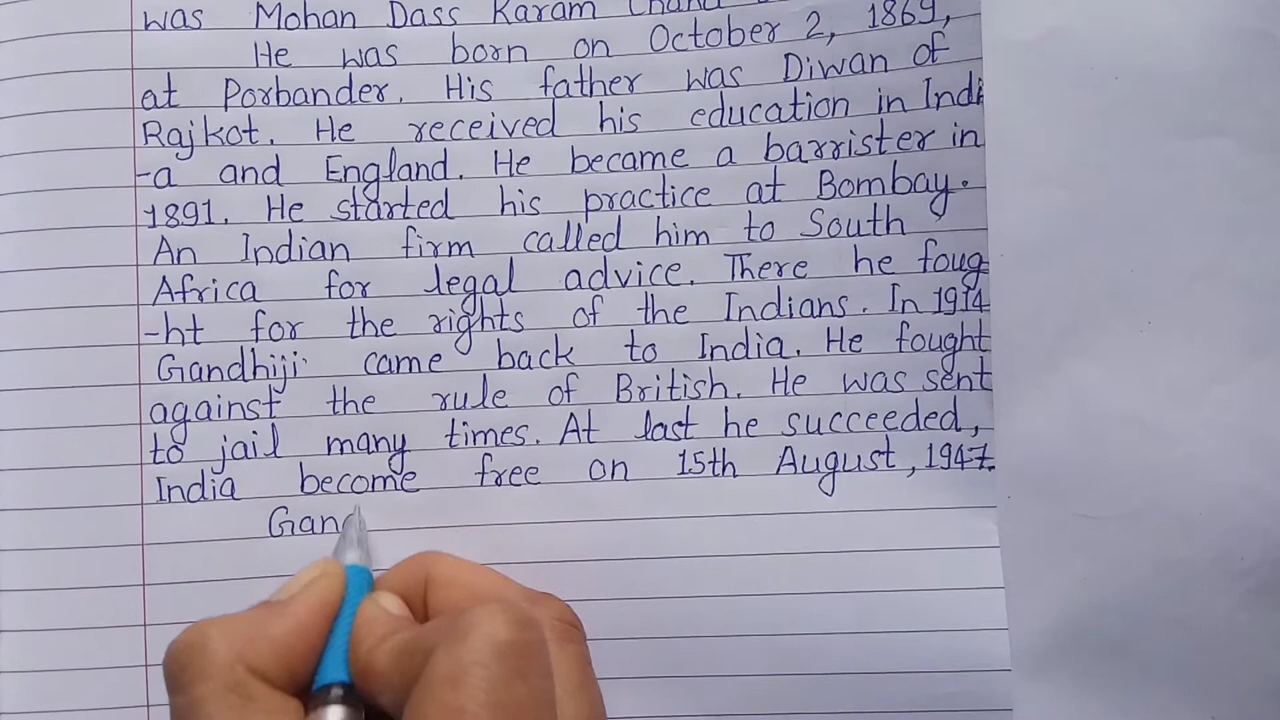 was Mohan Dass Karam Chand
He was born on October 2, 1869,
at Porbander. His father was Diwan of
Rajkot. He received his education in Indi
-a and England. He became a barrister in
1891. He started his practice at Bombay.
An Indian firm called him to South
Africa for legal advice. There he foug
-ht for the rights of the Indians. In 1914
Gandhiji came back to India. He fought
against the rule of British. He was sent
to jail many times. At last he succeeded,
India become free on 15th August, 1947.
Gan